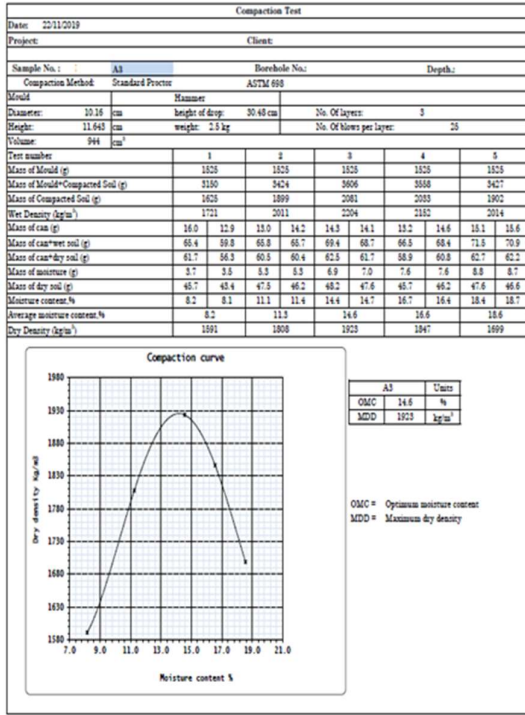 Compaction Test
Date: 22/11/2019
Project: Client:
Sample No. : A3 Borehole No.: Depth.:
Compaction Method: Standard Proctor ASTM 698
Mould Hammer
Diameter: 10.16 cm height of drop: 30.48 cm No. Of layers: 3
Height: 11.643 cm weight: 2.5 kg No. Of blows per layer: 25
Volume: 944 cm³
Test number 1 2 3 4 5
Mass of Mould (g) 1525 1525 1525 1525 1525
Mass of Mould+Compacted Soil (g) 3150 3424 3606 3558 3427
Mass of Compacted Soil (g) 1625 1899 2081 2033 1902
Wet Density (kg/m³) 1721 2011 2204 2152 2014
Mass of can (g) 16.0 12.9 13.0 14.2 14.3 14.1 13.2 14.6 15.1 15.6
Mass of can+wet soil (g) 65.4 59.8 65.8 65.7 69.4 68.7 66.5 68.4 71.5 70.9
Mass of can+dry soil (g) 61.7 56.3 60.5 60.4 62.5 61.7 58.9 60.8 62.7 62.2
Mass of moisture (g) 3.7 3.5 5.3 5.3 6.9 7.0 7.6 7.6 8.8 8.7
Mass of dry soil (g) 45.7 43.4 47.5 46.2 48.2 47.6 45.7 46.2 47.6 46.6
Moisture content,% 8.2 8.1 11.1 11.4 14.4 14.7 16.7 16.4 18.4 18.7
Average moisture content,% 8.2 11.3 14.6 16.6 18.6
Dry Density (kg/m³) 1591 1808 1923 1847 1699
Compaction curve
Dry density Kg/m3
1980
1930
1880
1830
1780
1730
1680
1630
1580
7.0 9.0 11.0 13.0 15.0 17.0 19.0 21.0
Moisture content %
A3 Units
OMC 14.6 %
MDD 1923 kg/m³
OMC = Optimum moisture content
MDD = Maximum dry density